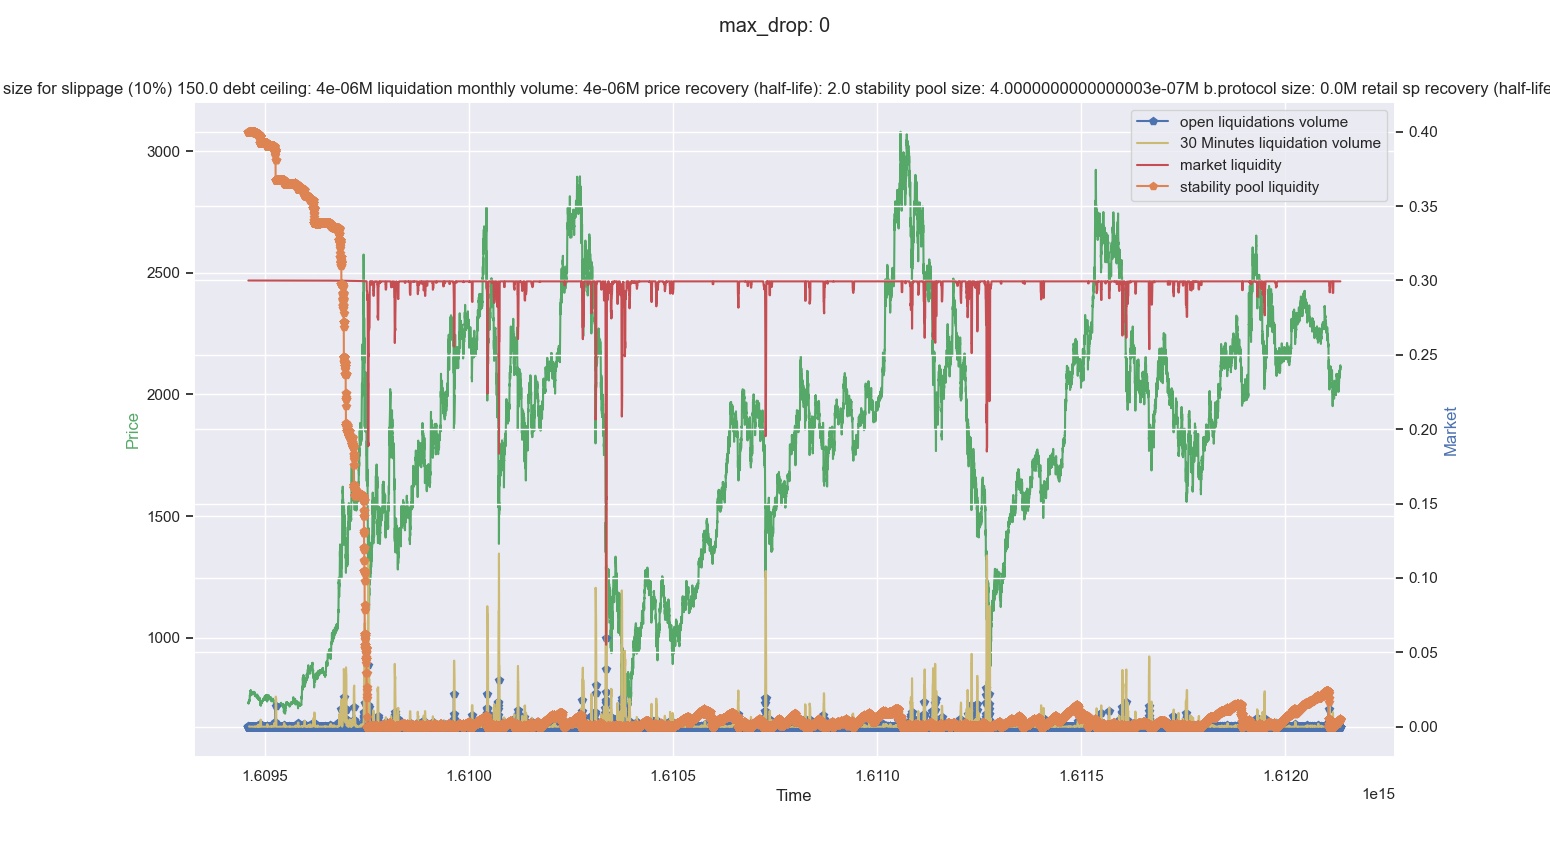 max_drop: 0
size for slippage (10%) 150.0 debt ceiling: 4e-06M liquidation monthly volume: 4e-06M price recovery (half-life): 2.0 stability pool size: 4.0000000000000003e-07M b.protocol size: 0.0M retail sp recovery (half-life
open liquidations volume
30 Minutes liquidation volume
market liquidity
stability pool liquidity
3000
2500
2000
1500
1000
Price
0.40
0.35
0.30
0.25
0.20
0.15
0.10
0.05
0.00
Market
1.6095 1.6100 1.6105 1.6110 1.6115 1.6120
1e15
Time